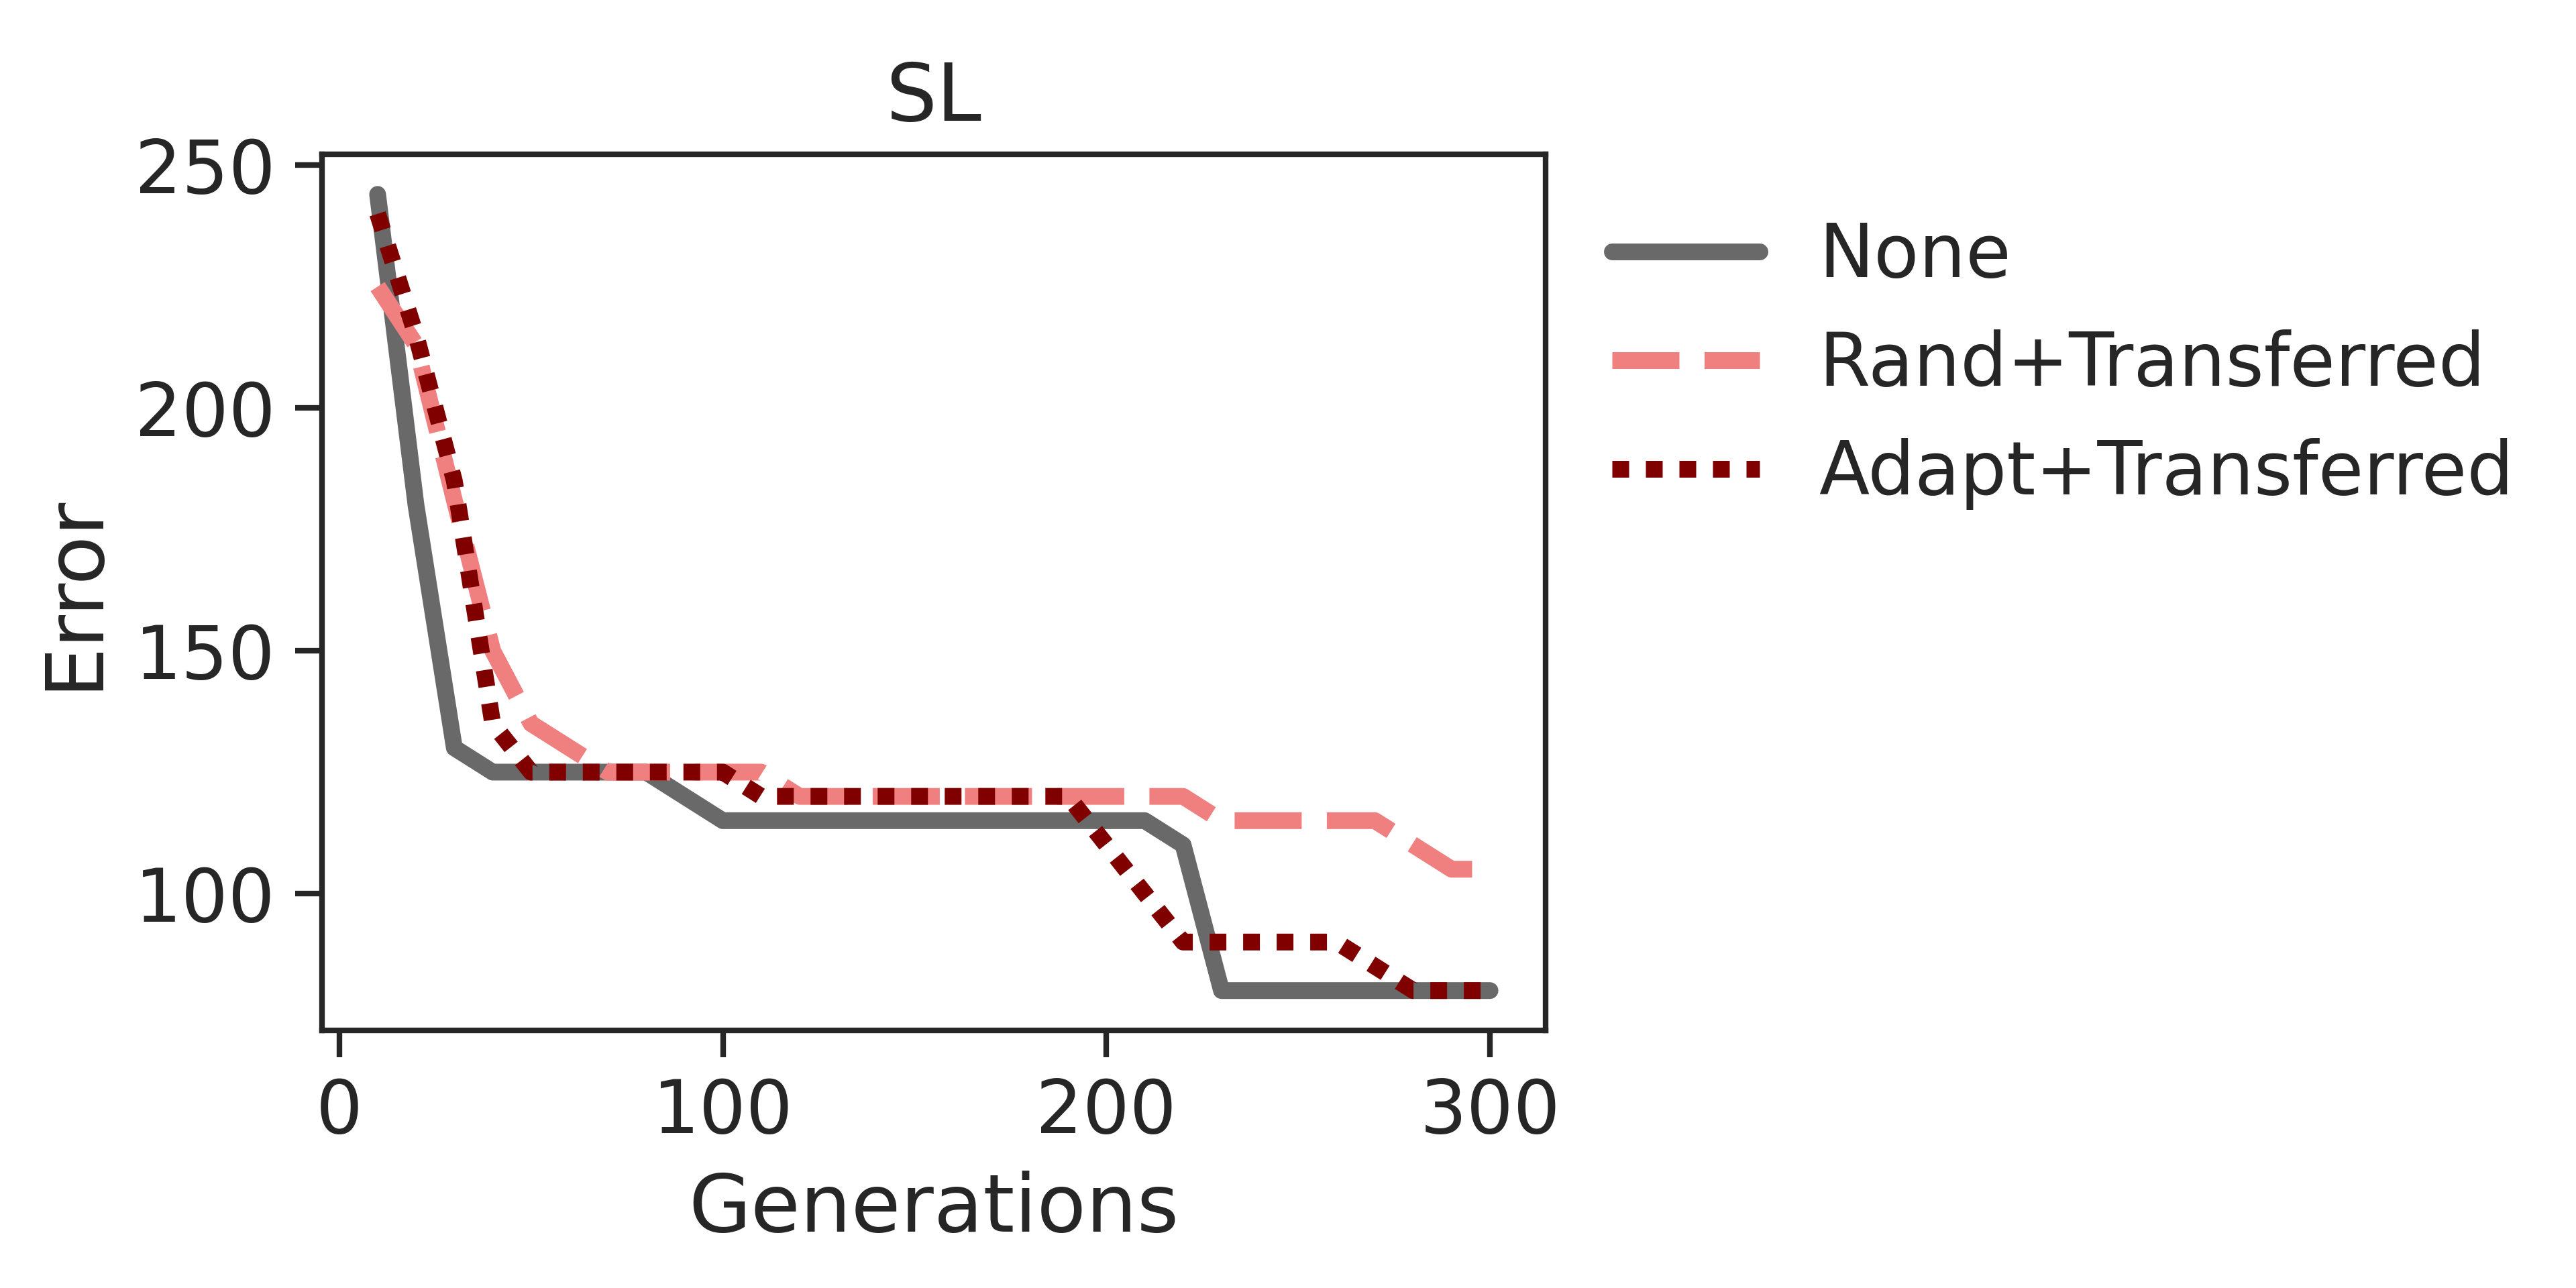 SL
250
200
150
100
Error
0
100
200
300
Generations
None
Rand+Transferred
Adapt+Transferred